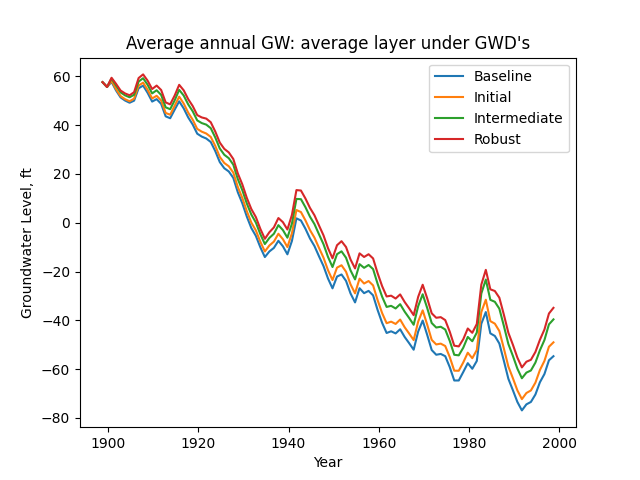 Average annual GW: average layer under GWD's
Baseline
Initial
Intermediate
Robust
Groundwater Level, ft
60
40
20
0
−20
−40
−60
−80
1900 1920 1940 1960 1980 2000
Year